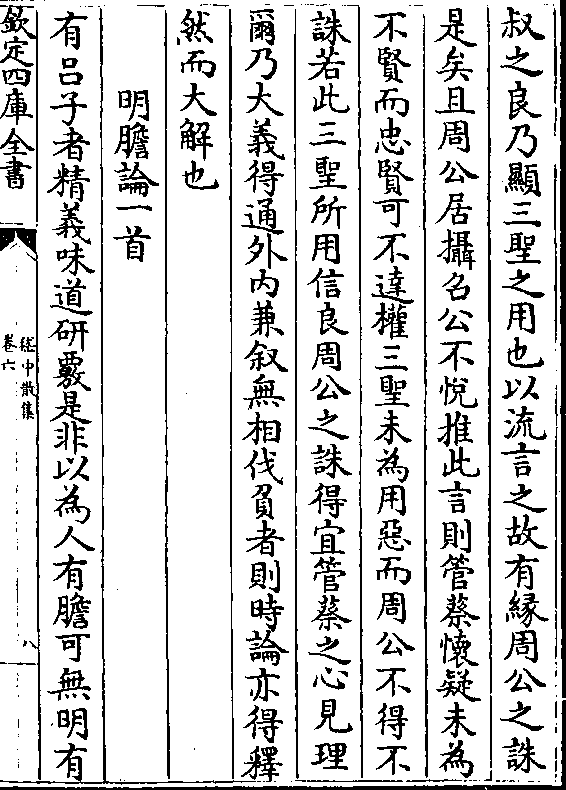 叔之良乃顯三聖之用也以流言之故有緣周公之誅
是矣且周公居攝名公不悅推此言則管蔡懷疑未為
不賢而忠賢可不達權三聖未為用惡而周公不得不
誅若此三聖所用信良周公之誅得宜管蔡之心見理
爾乃大義得通外内兼叙無相伐負者則時論亦得釋
然而大解也
明膽論一首
有呂子者精義味道研覈是非以為人有膽可無明有
欽定四庫全書
嵇中散集
卷六
八